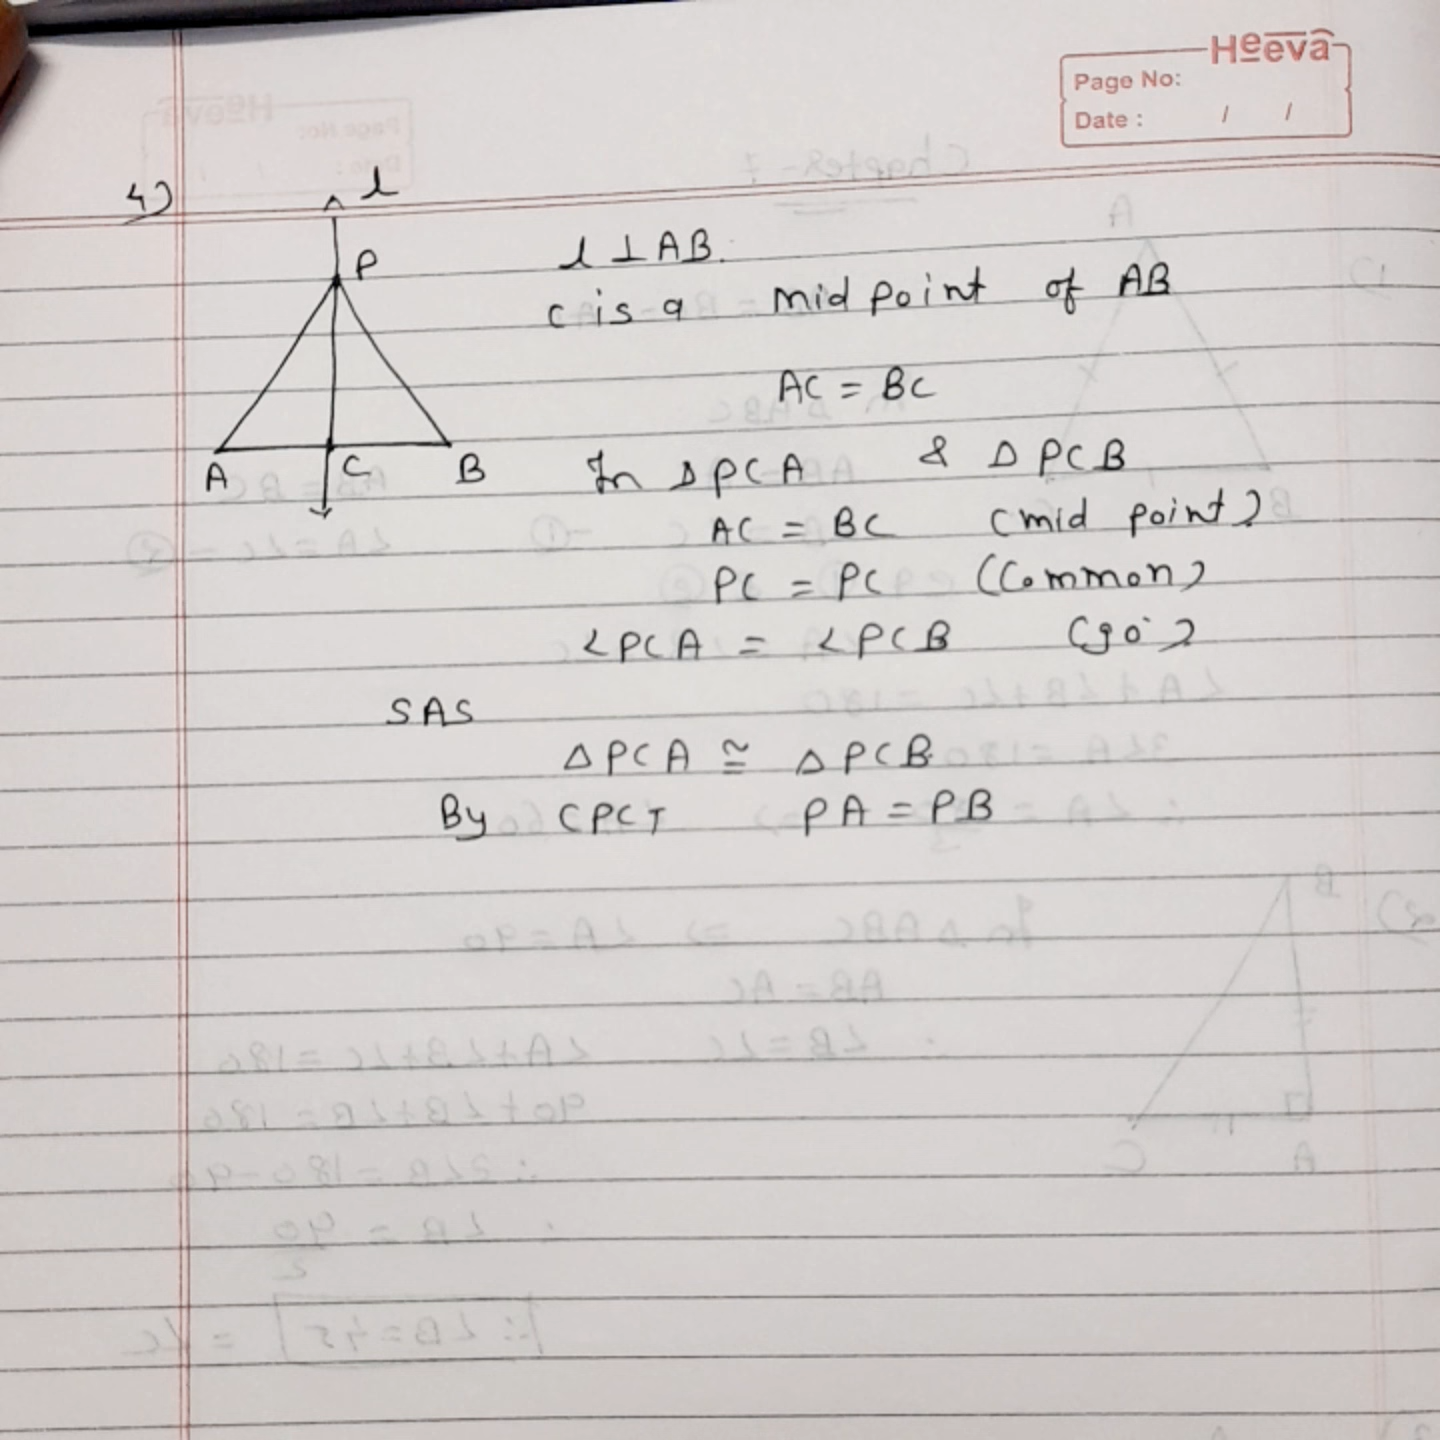 Heeva
Page No:
Date : / /
4)
l
P
A C B
l ⊥ AB.
C is a mid point of AB
AC = BC
In Δ PCA & Δ PCB
AC = BC (mid point)
PC = PC (Common)
∠PCA = ∠PCB (90°)
SAS
Δ PCA ≅ Δ PCB
By CPCT PA = PB